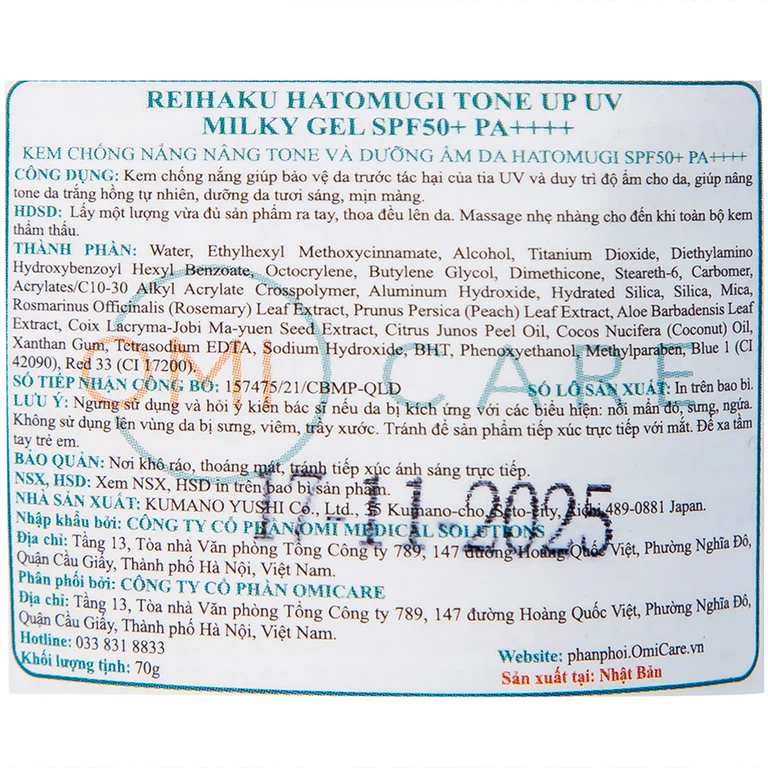 REIHAKU HATOMUGI TONE UP UV
MILKY GEL SPF50+ PA++++
KEM CHỐNG NẮNG NÂNG TONE VÀ DƯỠNG ẨM DA HATOMUGI SPF50+ PA++++
CÔNG DỤNG: Kem chống nắng giúp bảo vệ da trước tác hại của tia UV và duy trì độ ẩm cho da, giúp nâng
tone da trắng hồng tự nhiên, dưỡng da tươi sáng, mịn màng.
HDSD: Lấy một lượng vừa đủ sản phẩm ra tay, thoa đều lên da. Massage nhẹ nhàng cho đến khi toàn bộ kem
thẩm thấu.
THÀNH PHẦN: Water, Ethylhexyl Methoxycinnamate, Alcohol, Titanium Dioxide, Diethylamino
Hydroxybenzoyl Hexyl Benzoate, Octocrylene, Butylene Glycol, Dimethicone, Steareth-6, Carbomer,
Acrylates/C10-30 Alkyl Acrylate Crosspolymer, Aluminum Hydroxide, Hydrated Silica, Silica, Mica,
Rosmarinus Officinalis (Rosemary) Leaf Extract, Prunus Persica (Peach) Leaf Extract, Aloe Barbadensis Leaf
Extract, Coix Lacryma-Jobi Ma-yuen Seed Extract, Citrus Junos Peel Oil, Cocos Nucifera (Coconut) Oil,
Xanthan Gum, Tetrasodium EDTA, Sodium Hydroxide, BHT, Phenoxyethanol, Methylparaben, Blue 1 (CI
42090), Red 33 (CI 17200).
OMI CARE
SỐ TIẾP NHẬN CÔNG BỐ: 157475/21/CBMP-QLD SỐ LÔ SẢN XUẤT: In trên bao bì.
LƯU Ý: Ngưng sử dụng và hỏi ý kiến bác sĩ nếu da bị kích ứng với các biểu hiện: nổi mẩn đỏ, sưng, ngứa.
Không sử dụng lên vùng da bị sưng, viêm, trầy xước. Tránh để sản phẩm tiếp xúc trực tiếp với mắt. Để xa tầm
tay trẻ em.
BẢO QUẢN: Nơi khô ráo, thoáng mát, tránh tiếp xúc ánh sáng trực tiếp.
NSX, HSD: Xem NSX, HSD in trên bao bì sản phẩm.
17-11-2025
NHÀ SẢN XUẤT: KUMANO YUSHI Co., Ltd., 35 Kumano-cho, Seto-city, Aichi 489-0881 Japan.
Nhập khẩu bởi: CÔNG TY CỔ PHẦN OMI MEDICAL SOLUTIONS
Địa chỉ: Tầng 13, Tòa nhà Văn phòng Tổng Công ty 789, 147 đường Hoàng Quốc Việt, Phường Nghĩa Đô,
Quận Cầu Giấy, Thành phố Hà Nội, Việt Nam.
Phân phối bởi: CÔNG TY CỔ PHẦN OMICARE
Địa chỉ: Tầng 13, Tòa nhà Văn phòng Tổng Công ty 789, 147 đường Hoàng Quốc Việt, Phường Nghĩa Đô,
Quận Cầu Giấy, Thành phố Hà Nội, Việt Nam.
Hotline: 033 831 8833 Website: phanphoi.OmiCare.vn
Khối lượng tịnh: 70g Sản xuất tại: Nhật Bản